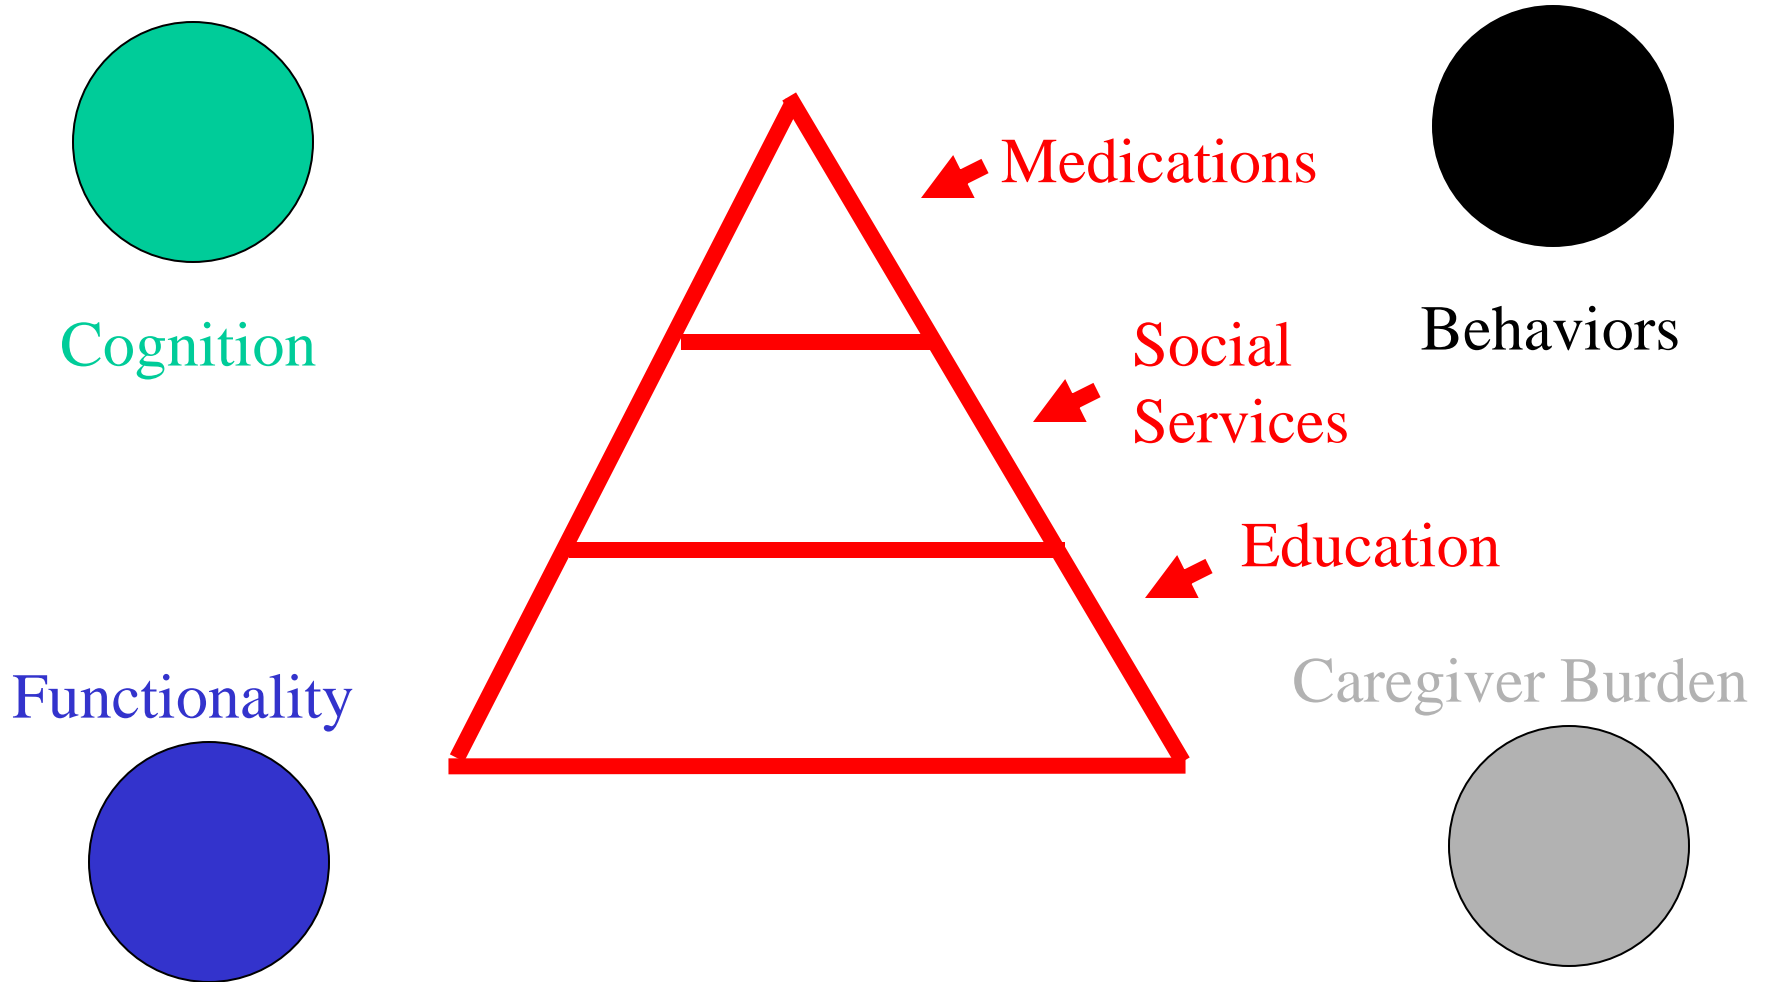 Medications
Cognition
Behaviors
Social
Services
Education
Functionality
Caregiver Burden